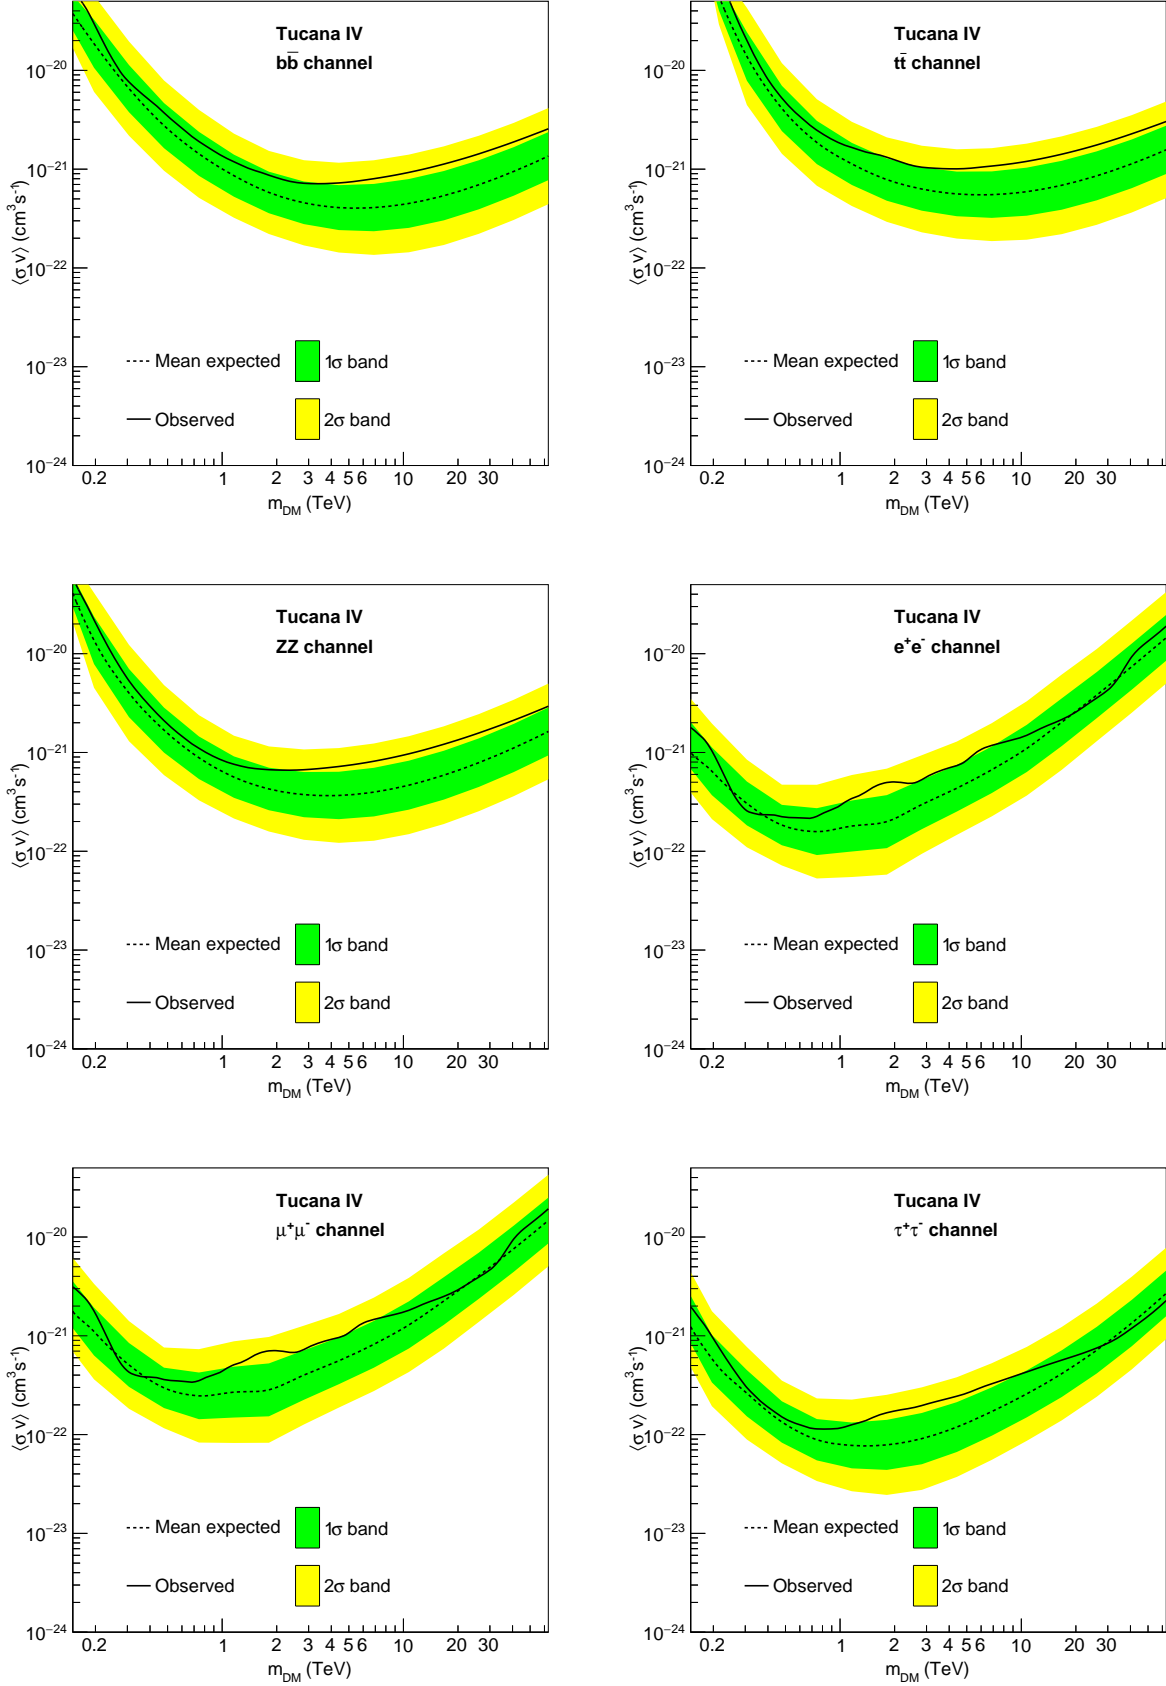 Tucana IV
bb̄ channel
⟨σ v⟩ (cm³s⁻¹)
10⁻²⁰
10⁻²¹
10⁻²²
10⁻²³
10⁻²⁴
Mean expected
1σ band
Observed
2σ band
0.2 1 2 3 4 5 6 10 20 30
m_DM (TeV)
Tucana IV
tt̄ channel
⟨σ v⟩ (cm³s⁻¹)
10⁻²⁰
10⁻²¹
10⁻²²
10⁻²³
10⁻²⁴
Mean expected
1σ band
Observed
2σ band
0.2 1 2 3 4 5 6 10 20 30
m_DM (TeV)
Tucana IV
ZZ channel
⟨σ v⟩ (cm³s⁻¹)
10⁻²⁰
10⁻²¹
10⁻²²
10⁻²³
10⁻²⁴
Mean expected
1σ band
Observed
2σ band
0.2 1 2 3 4 5 6 10 20 30
m_DM (TeV)
Tucana IV
e⁺e⁻ channel
⟨σ v⟩ (cm³s⁻¹)
10⁻²⁰
10⁻²¹
10⁻²²
10⁻²³
10⁻²⁴
Mean expected
1σ band
Observed
2σ band
0.2 1 2 3 4 5 6 10 20 30
m_DM (TeV)
Tucana IV
μ⁺μ⁻ channel
⟨σ v⟩ (cm³s⁻¹)
10⁻²⁰
10⁻²¹
10⁻²²
10⁻²³
10⁻²⁴
Mean expected
1σ band
Observed
2σ band
0.2 1 2 3 4 5 6 10 20 30
m_DM (TeV)
Tucana IV
τ⁺τ⁻ channel
⟨σ v⟩ (cm³s⁻¹)
10⁻²⁰
10⁻²¹
10⁻²²
10⁻²³
10⁻²⁴
Mean expected
1σ band
Observed
2σ band
0.2 1 2 3 4 5 6 10 20 30
m_DM (TeV)